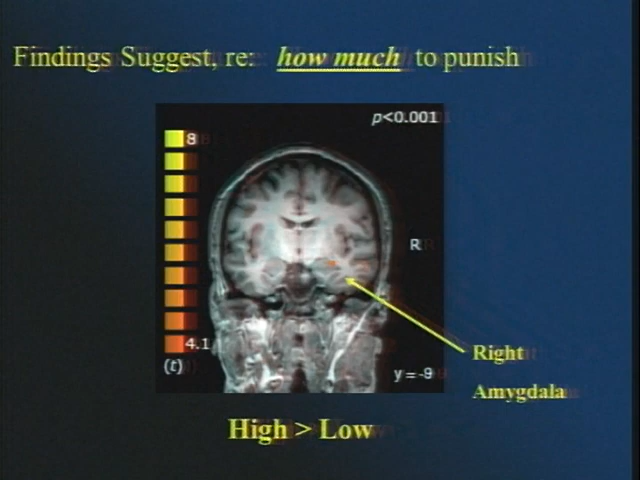 Findings Suggest, re: how much to punish
p<0.001
8
R
4.1
(t)
y = -9
Right
Amygdala
High > Low